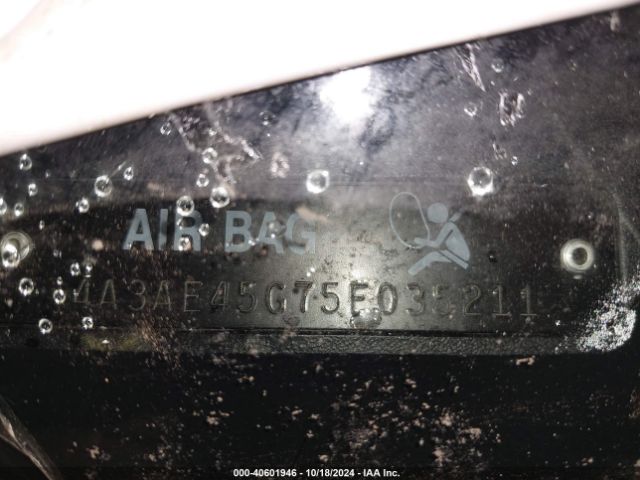 AIR BAG
4A3AE45G75E035211
000-40601946 - 10/18/2024 - IAA Inc.